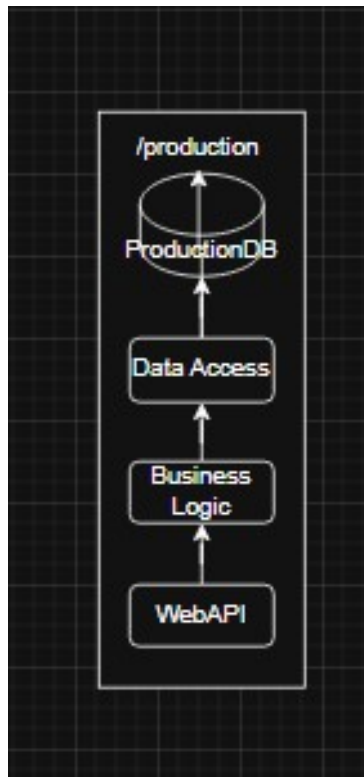 /production
ProductionDB
Data Access
Business
Logic
WebAPI